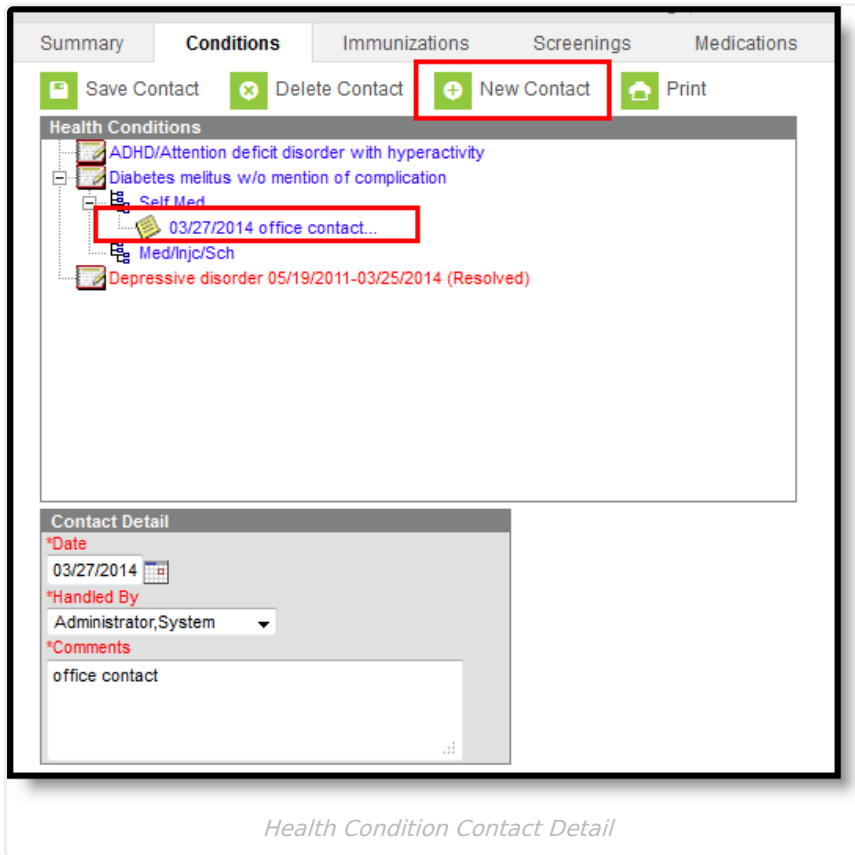 Summary Conditions Immunizations Screenings Medications
Save Contact Delete Contact New Contact Print
Health Conditions
ADHD/Attention deficit disorder with hyperactivity
Diabetes melitus w/o mention of complication
Self Med
03/27/2014 office contact...
Med/Injc/Sch
Depressive disorder 05/19/2011-03/25/2014 (Resolved)
Contact Detail
*Date
03/27/2014
*Handled By
Administrator,System
*Comments
office contact
Health Condition Contact Detail